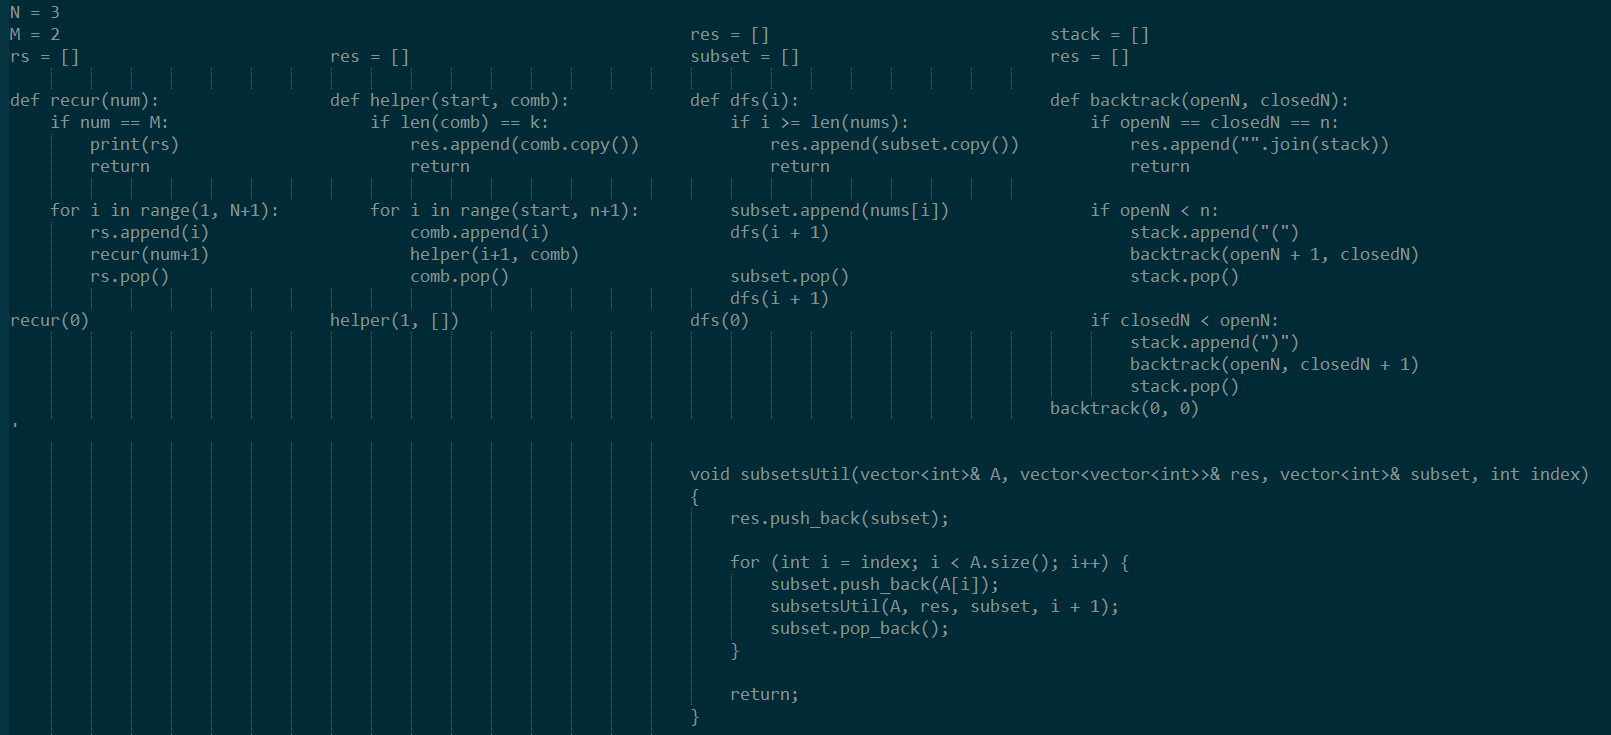 N = 3
M = 2
rs = []

def recur(num):
    if num == M:
        print(rs)
        return

    for i in range(1, N+1):
        rs.append(i)
        recur(num+1)
        rs.pop()

recur(0)

res = []

def helper(start, comb):
    if len(comb) == k:
        res.append(comb.copy())
        return

    for i in range(start, n+1):
        comb.append(i)
        helper(i+1, comb)
        comb.pop()

helper(1, [])

res = []
subset = []

def dfs(i):
    if i >= len(nums):
        res.append(subset.copy())
        return

    subset.append(nums[i])
    dfs(i + 1)

    subset.pop()
    dfs(i + 1)
dfs(0)

stack = []
res = []

def backtrack(openN, closedN):
    if openN == closedN == n:
        res.append("".join(stack))
        return

    if openN < n:
        stack.append("(")
        backtrack(openN + 1, closedN)
        stack.pop()

    if closedN < openN:
        stack.append(")")
        backtrack(openN, closedN + 1)
        stack.pop()
backtrack(0, 0)
'

void subsetsUtil(vector<int>& A, vector<vector<int>>& res, vector<int>& subset, int index)
{
    res.push_back(subset);

    for (int i = index; i < A.size(); i++) {
        subset.push_back(A[i]);
        subsetsUtil(A, res, subset, i + 1);
        subset.pop_back();
    }

    return;
}